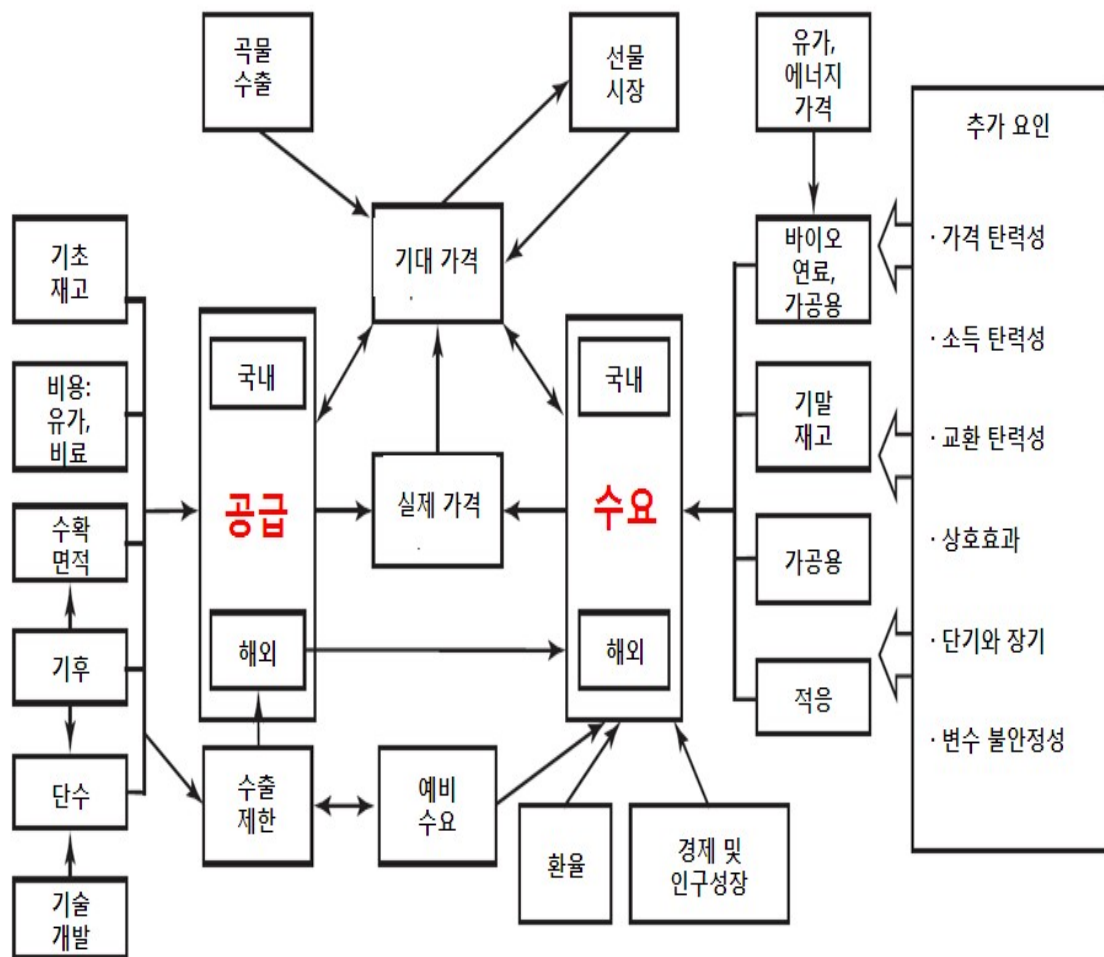 곡물
수출
선물
시장
유가,
에너지
가격
추가 요인
기초
재고
기대 가격
바이오
연료,
가공용
· 가격 탄력성
· 소득 탄력성
비용:
유가,
비료
국내
국내
기말
재고
· 교환 탄력성
수확
면적
공급
실제 가격
수요
가공용
· 상호효과
기후
해외
해외
적응
· 단기와 장기
단수
수출
제한
예비
수요
· 변수 불안정성
환율
경제 및
인구성장
기술
개발